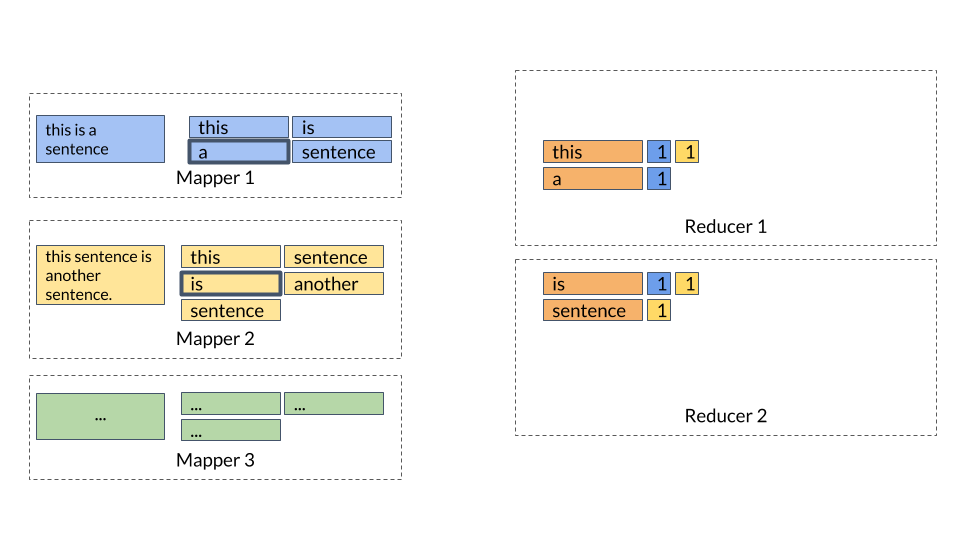 this is a
sentence
this
is
a
sentence
Mapper 1
this sentence is
another
sentence.
this
sentence
is
another
sentence
Mapper 2
...
...
...
...
Mapper 3
this 1 1
a 1
Reducer 1
is 1 1
sentence 1
Reducer 2